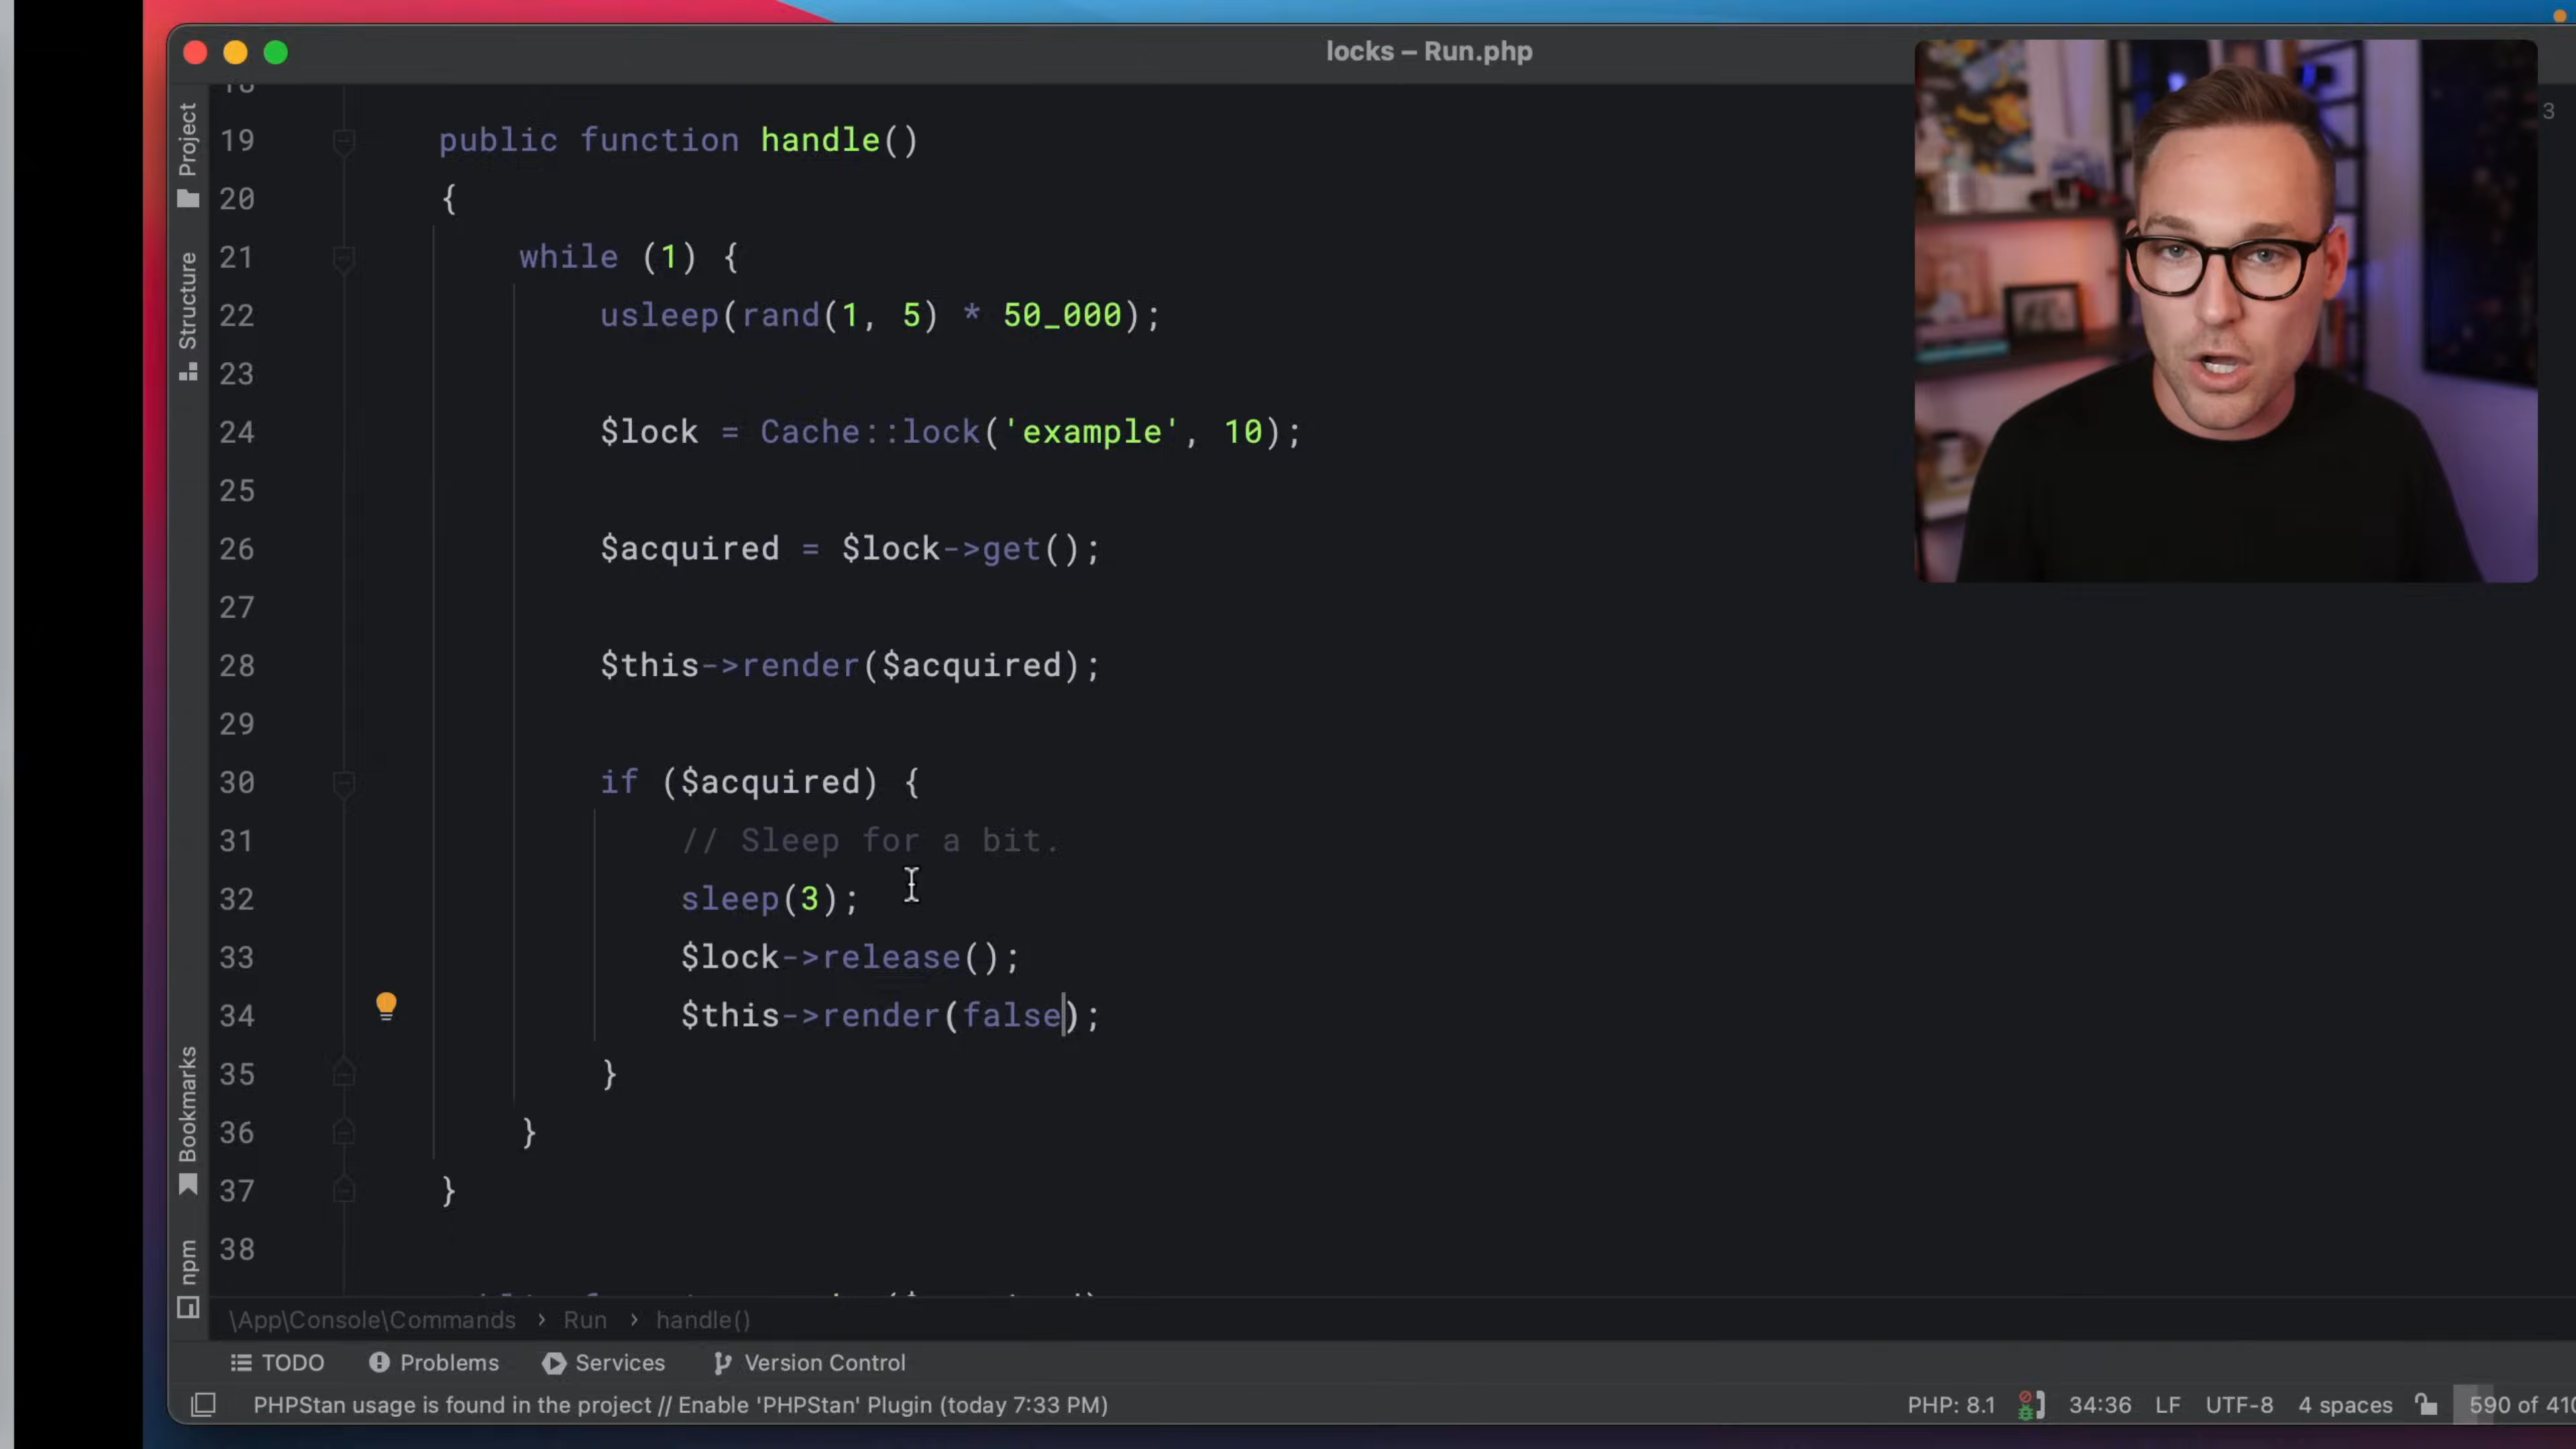 locks – Run.php
3
Project
Structure
Bookmarks
npm
19 public function handle()
20 {
21 while (1) {
22 usleep(rand(1, 5) * 50_000);
23
24 $lock = Cache::lock('example', 10);
25
26 $acquired = $lock->get();
27
28 $this->render($acquired);
29
30 if ($acquired) {
31 // Sleep for a bit.
32 sleep(3);
33 $lock->release();
34 $this->render(false);
35 }
36 }
37 }
38
\App\Console\Commands › Run › handle()
TODO Problems Services Version Control
PHPStan usage is found in the project // Enable 'PHPStan' Plugin (today 7:33 PM) PHP: 8.1 34:36 LF UTF-8 4 spaces 590 of 410